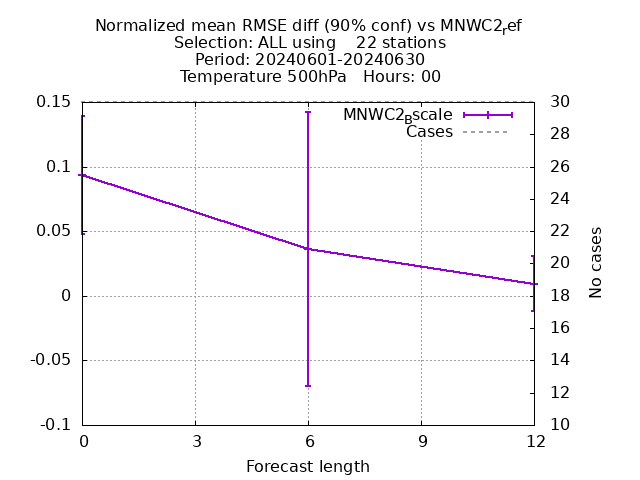 Normalized mean RMSE diff (90% conf) vs MNWC2ref
Selection: ALL using    22 stations
Period: 20240601-20240630
Temperature 500hPa   Hours: 00
0.15
0.1
0.05
0
-0.05
-0.1
MNWC2Bscale
Cases
30
28
26
24
22
20
18
16
14
12
10
No cases
0 3 6 9 12
Forecast length